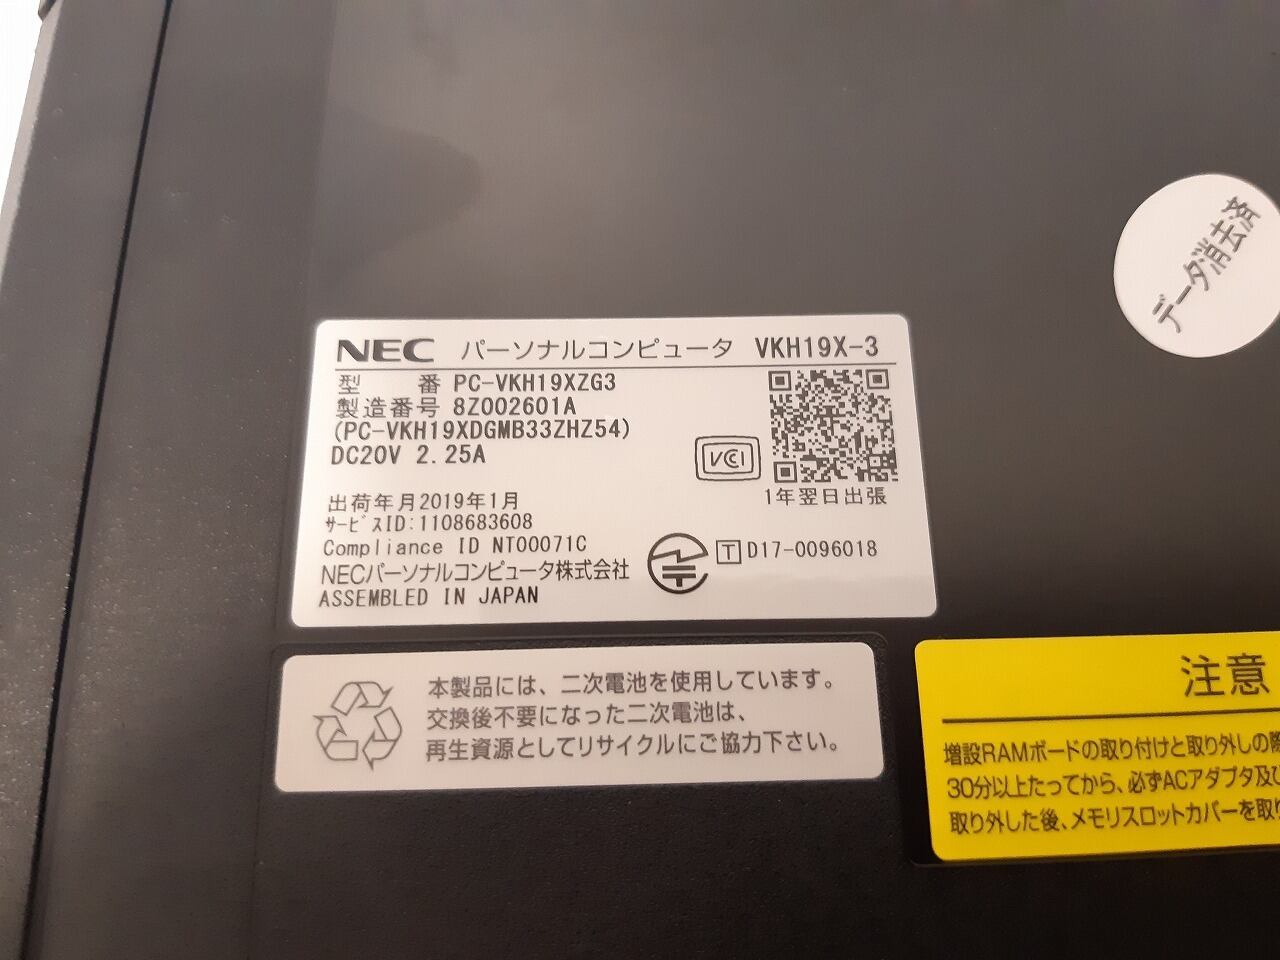 データ消去済
NEC パーソナルコンピュータ VKH19X-3
型 番 PC-VKH19XZG3
製造番号 8Z002601A
(PC-VKH19XDGMB33ZHZ54)
DC20V 2.25A
VCI
1年翌日出張
出荷年月2019年1月
ｻｰﾋﾞｽID:1108683608
Compliance ID NT00071C
T D17-0096018
NECパーソナルコンピュータ株式会社
ASSEMBLED IN JAPAN
本製品には、二次電池を使用しています。
交換後不要になった二次電池は、
再生資源としてリサイクルにご協力下さい。
注意
増設RAMボードの取り付けと取り外しの際
30分以上たってから、必ずACアダプタ及び
取り外した後、メモリスロットカバーを取り